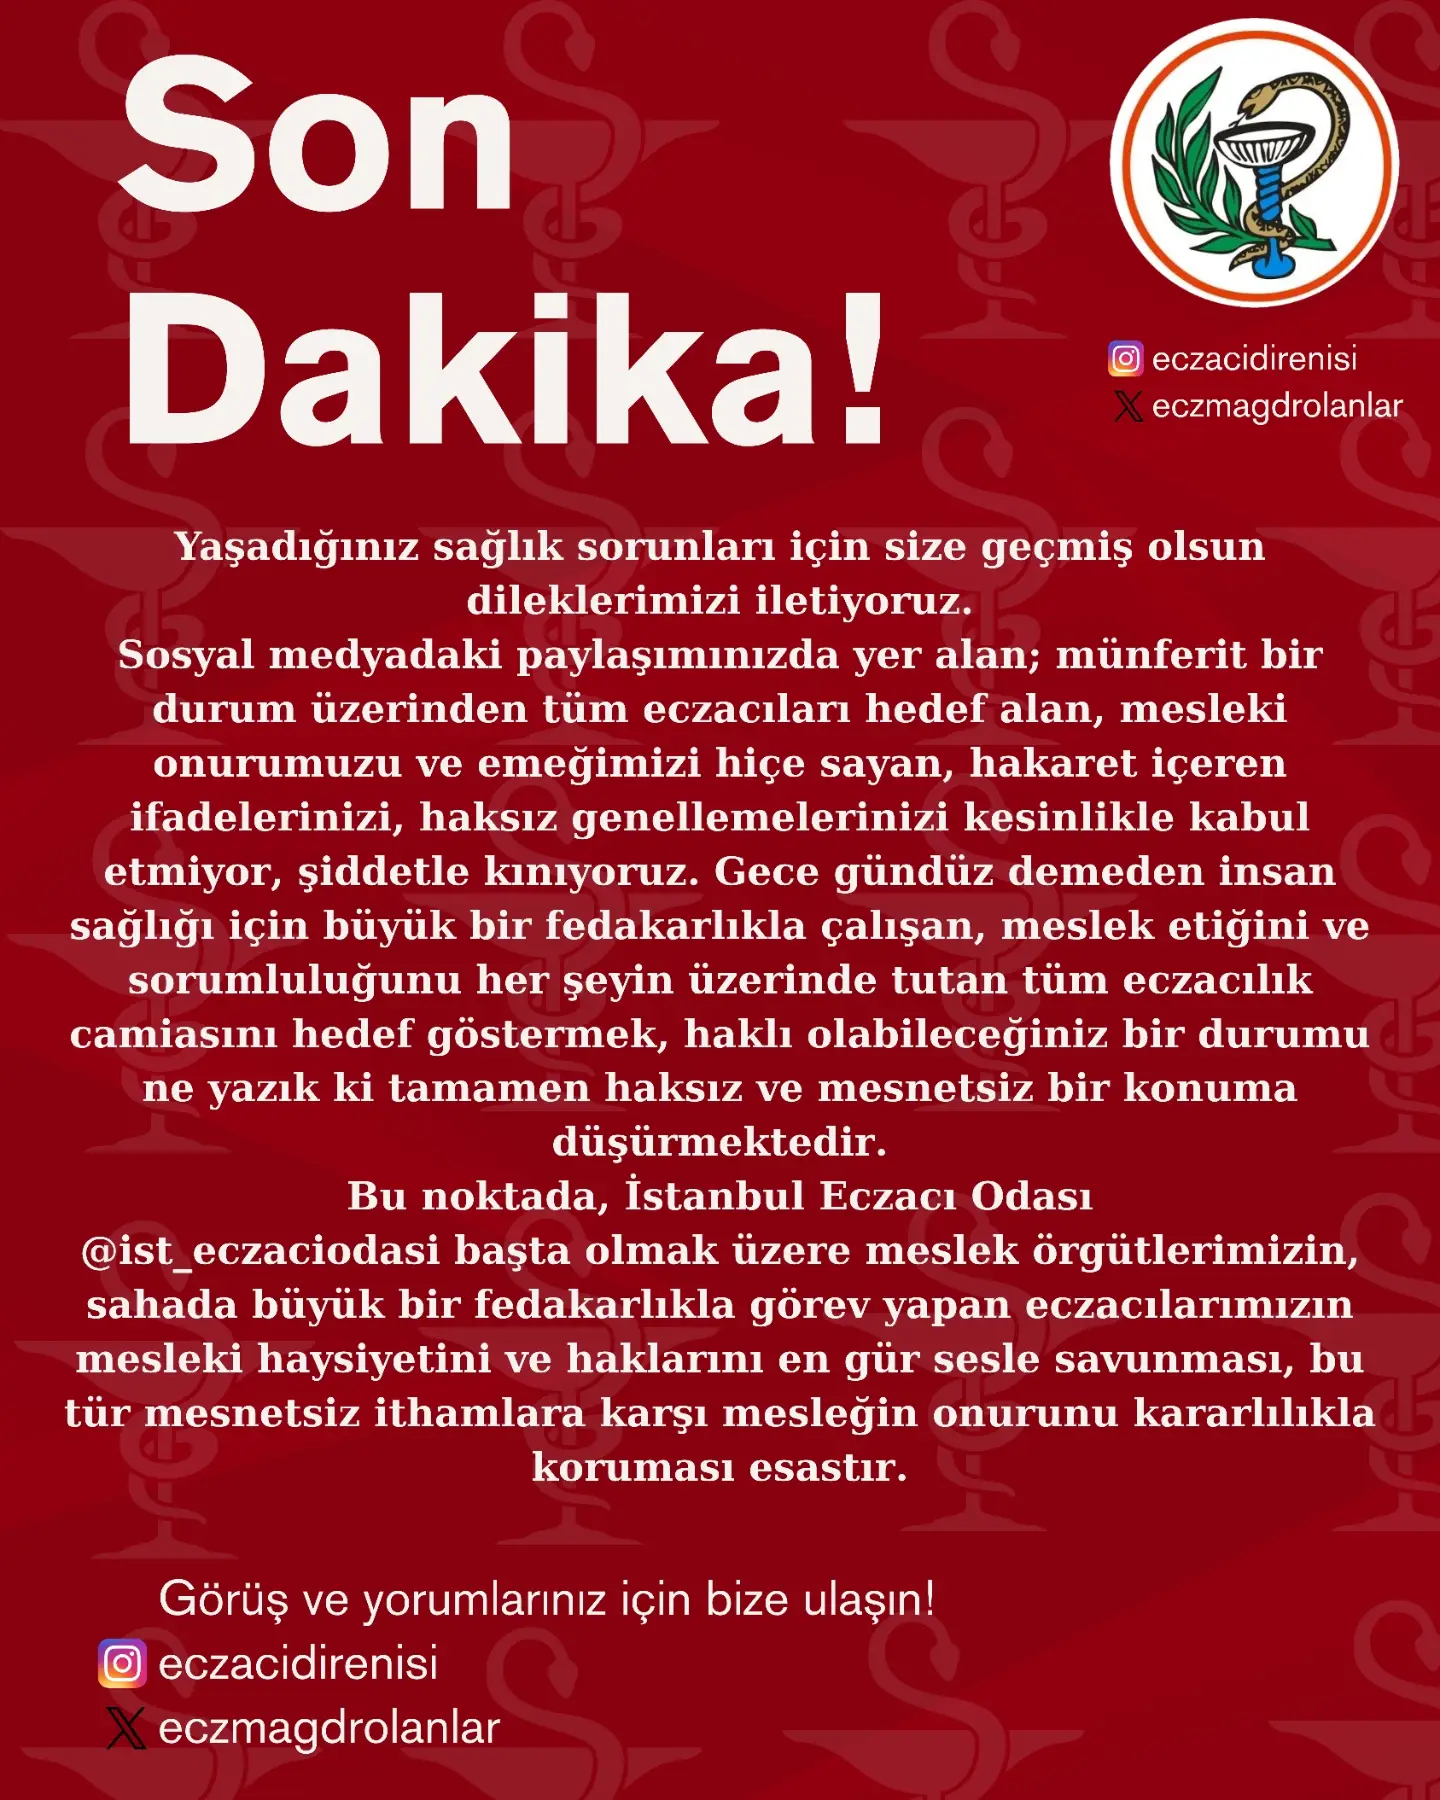 Son
Dakika!
eczacidirenisi
eczmagdrolanlar
Yaşadığınız sağlık sorunları için size geçmiş olsun
dileklerimizi iletiyoruz.
Sosyal medyadaki paylaşımınızda yer alan; münferit bir
durum üzerinden tüm eczacıları hedef alan, mesleki
onurumuzu ve emeğimizi hiçe sayan, hakaret içeren
ifadelerinizi, haksız genellemelerinizi kesinlikle kabul
etmiyor, şiddetle kınıyoruz. Gece gündüz demeden insan
sağlığı için büyük bir fedakarlıkla çalışan, meslek etiğini ve
sorumluluğunu her şeyin üzerinde tutan tüm eczacılık
camiasını hedef göstermek, haklı olabileceğiniz bir durumu
ne yazık ki tamamen haksız ve mesnetsiz bir konuma
düşürmektedir.
Bu noktada, İstanbul Eczacı Odası
@ist_eczaciodasi başta olmak üzere meslek örgütlerimizin,
sahada büyük bir fedakarlıkla görev yapan eczacılarımızın
mesleki haysiyetini ve haklarını en gür sesle savunması, bu
tür mesnetsiz ithamlara karşı mesleğin onurunu kararlılıkla
koruması esastır.
Görüş ve yorumlarınız için bize ulaşın!
eczacidirenisi
eczmagdrolanlar